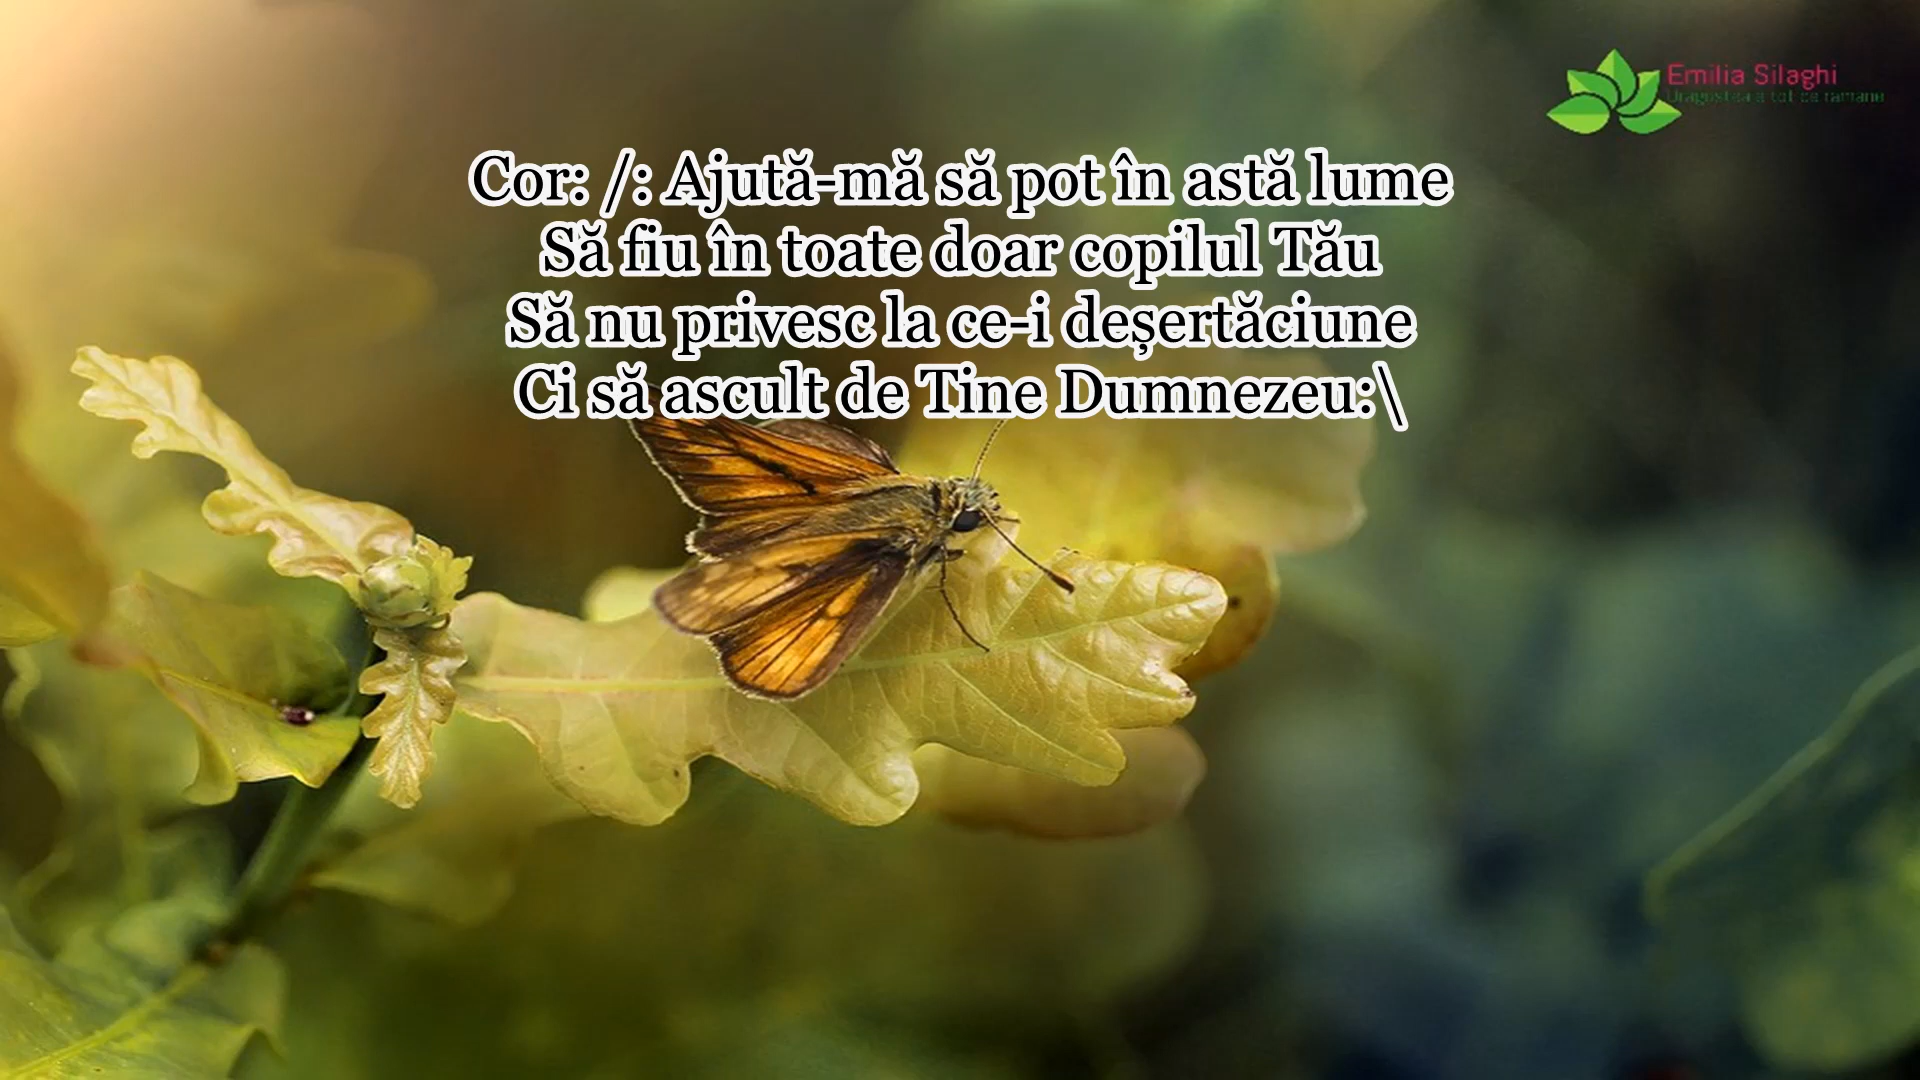 Emilia Silaghi
Cor: /: Ajută-mă să pot în astă lume
Să fiu în toate doar copilul Tău
Să nu privesc la ce-i deșertăciune
Ci să ascult de Tine Dumnezeu:\